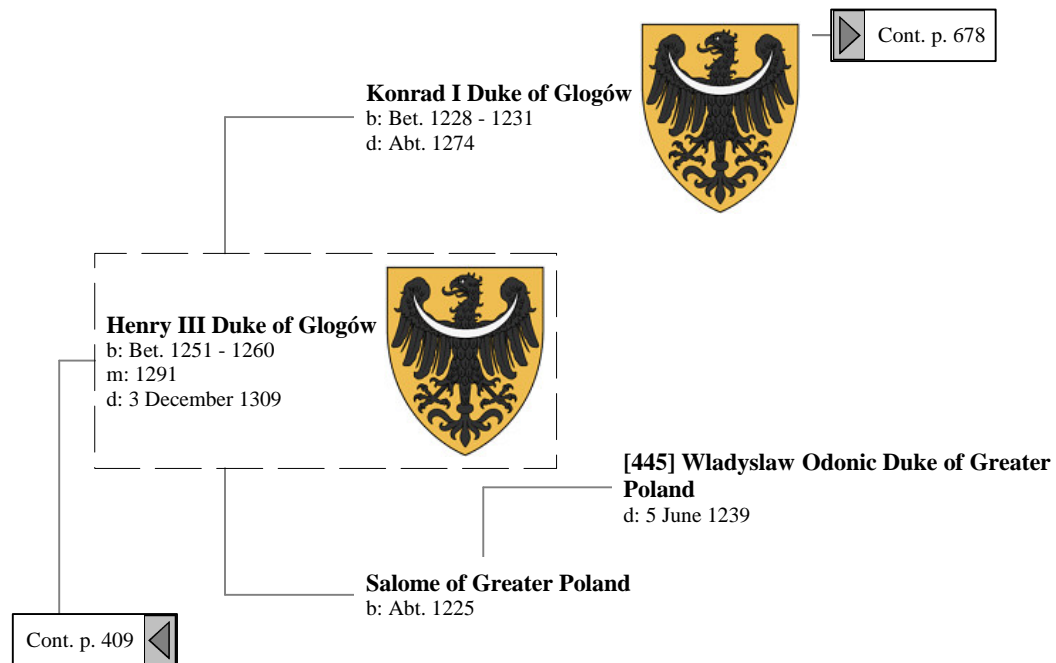 Cont. p. 678
Konrad I Duke of Glogów
b: Bet. 1228 - 1231
d: Abt. 1274
Henry III Duke of Glogów
b: Bet. 1251 - 1260
m: 1291
d: 3 December 1309
[445] Wladyslaw Odonic Duke of Greater
Poland
d: 5 June 1239
Salome of Greater Poland
b: Abt. 1225
Cont. p. 409